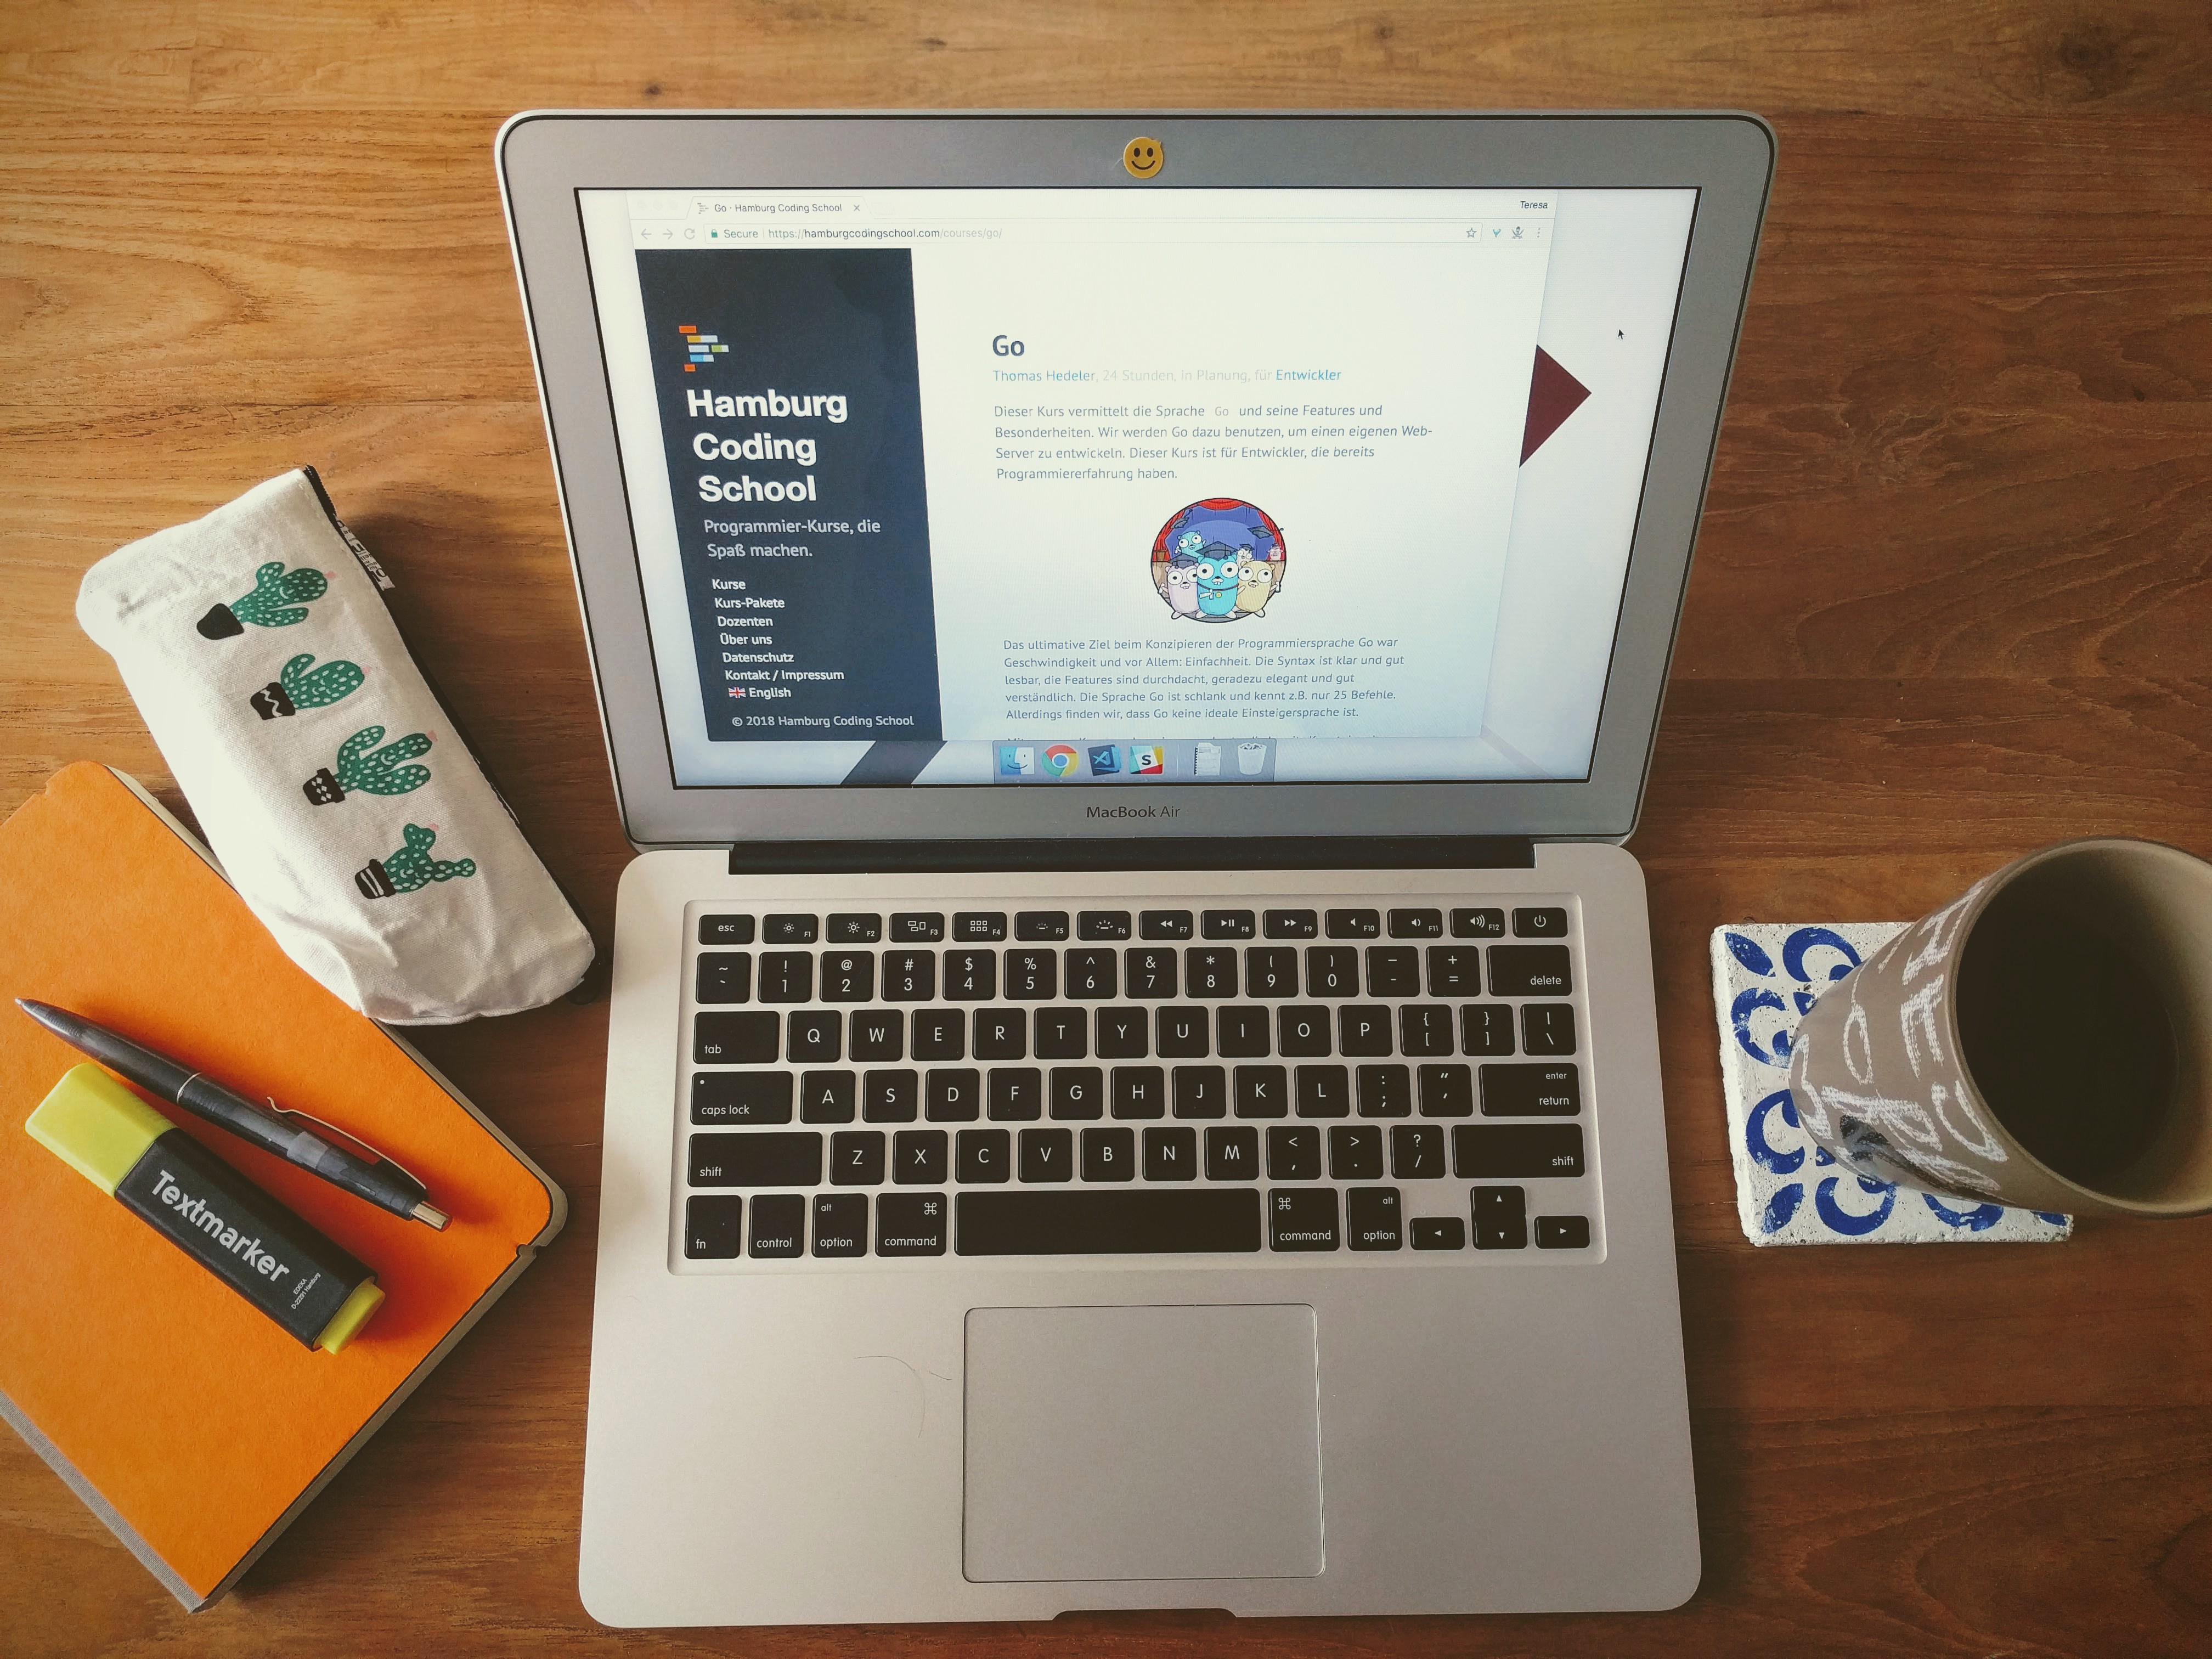 Go · Hamburg Coding School
Teresa
Secure
https://hamburgcodingschool.com/courses/go/
Hamburg
Coding
School
Programmier-Kurse, die
Spaß machen.
Kurse
Kurs-Pakete
Dozenten
Über uns
Datenschutz
Kontakt / Impressum
English
© 2018 Hamburg Coding School
Go
Thomas Hedeler, 24 Stunden, in Planung, für Entwickler
Dieser Kurs vermittelt die Sprache Go und seine Features und
Besonderheiten. Wir werden Go dazu benutzen, um einen eigenen Web-
Server zu entwickeln. Dieser Kurs ist für Entwickler, die bereits
Programmiererfahrung haben.
Das ultimative Ziel beim Konzipieren der Programmiersprache Go war
Geschwindigkeit und vor Allem: Einfachheit. Die Syntax ist klar und gut
lesbar, die Features sind durchdacht, geradezu elegant und gut
verständlich. Die Sprache Go ist schlank und kennt z.B. nur 25 Befehle.
Allerdings finden wir, dass Go keine ideale Einsteigersprache ist.
S
MacBook Air
esc F1 F2 F3 F4 F5 F6 F7 F8 F9 F10 F11 F12
~ ! @ # $ % ^ & * ( ) _ +
` 1 2 3 4 5 6 7 8 9 0 - = delete
tab Q W E R T Y U I O P { [ } ] | \
caps lock A S D F G H J K L : ; " ' enter return
shift Z X C V B N M < , > . ? / shift
fn control alt option ⌘ command ⌘ command alt option
Textmarker
EDEKA
D-22291 Hamburg